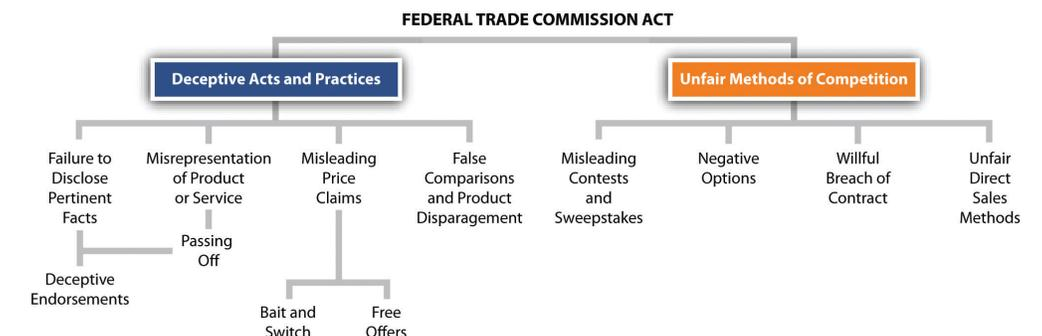 FEDERAL TRADE COMMISSION ACT
Deceptive Acts and Practices
Unfair Methods of Competition
Failure to
Disclose
Pertinent
Facts
Misrepresentation
of Product
or Service
Misleading
Price
Claims
False
Comparisons
and Product
Disparagement
Misleading
Contests
and
Sweepstakes
Negative
Options
Willful
Breach of
Contract
Unfair
Direct
Sales
Methods
Passing
Off
Deceptive
Endorsements
Bait and
Switch
Free
Offers